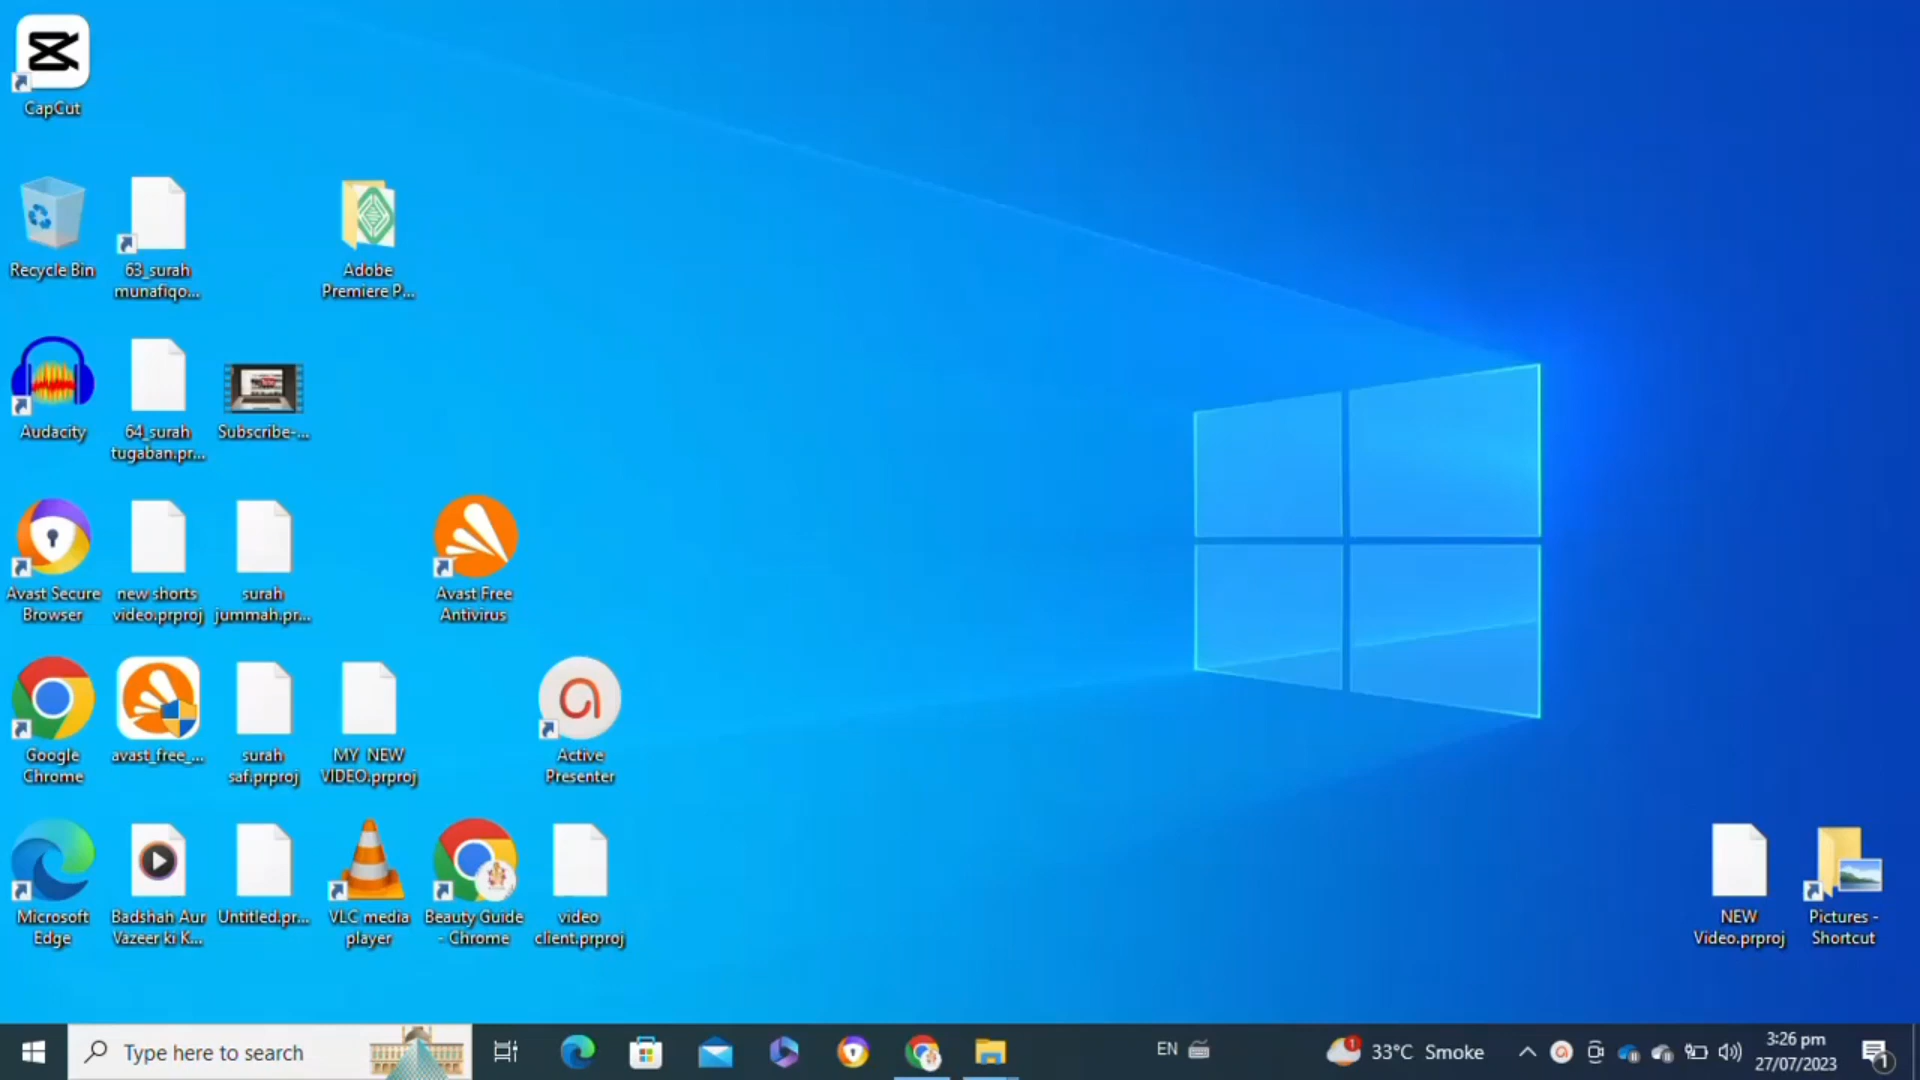 CapCut
Recycle Bin
63_surah
munafiqo...
Adobe
Premiere P...
Audacity
64_surah
tugaban.pr...
Subscribe-...
Avast Secure
Browser
new shorts
video.prproj
surah
jummah.pr...
Avast Free
Antivirus
Google
Chrome
avast_free_...
surah
saf.prproj
MY NEW
VIDEO.prproj
Active
Presenter
Microsoft
Edge
Badshah Aur
Vazeer ki K...
Untitled.pr...
VLC media
player
Beauty Guide
- Chrome
video
client.prproj
NEW
Video.prproj
Pictures -
Shortcut
Type here to search
EN
1
33°C Smoke
3:26 pm
27/07/2023
1